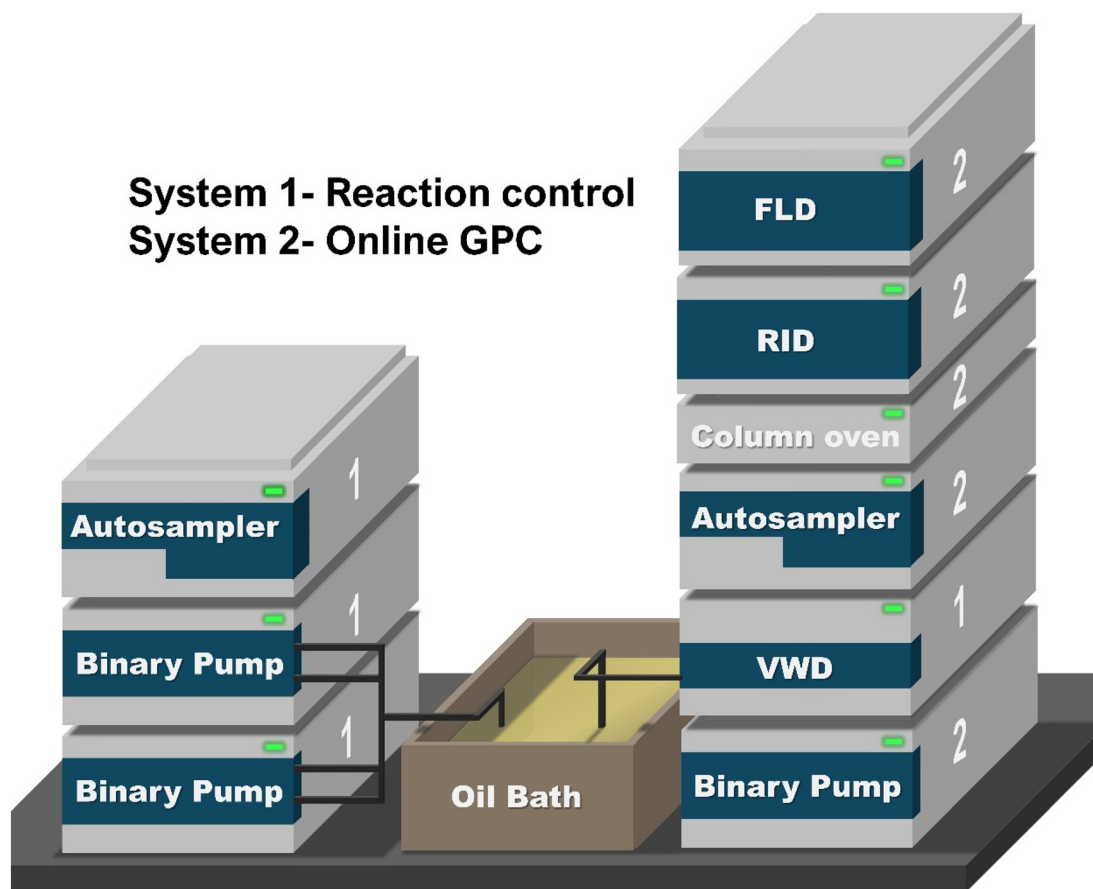 System 1- Reaction control
System 2- Online GPC
Autosampler
1
Binary Pump
1
Binary Pump
1
Oil Bath
FLD
2
RID
2
Column oven
2
Autosampler
2
VWD
1
Binary Pump
2